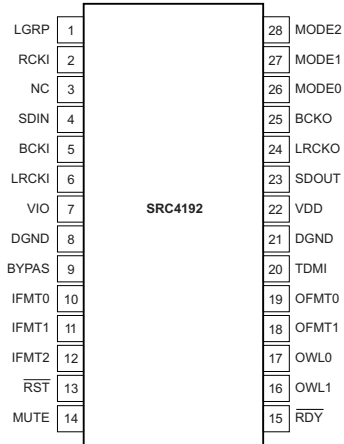 LGRP 1 28 MODE2
RCKI 2 27 MODE1
NC 3 26 MODE0
SDIN 4 25 BCKO
BCKI 5 24 LRCKO
LRCKI 6 23 SDOUT
VIO 7 SRC4192 22 VDD
DGND 8 21 DGND
BYPAS 9 20 TDMI
IFMT0 10 19 OFMT0
IFMT1 11 18 OFMT1
IFMT2 12 17 OWL0
RST 13 16 OWL1
MUTE 14 15 RDY